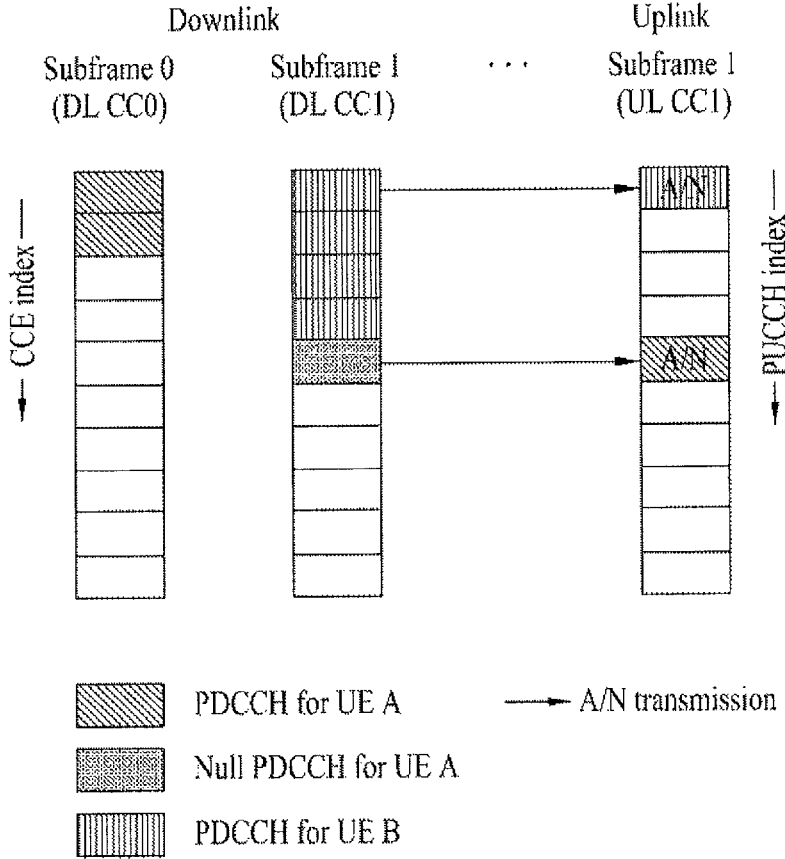 Downlink
Uplink
Subframe 0
(DL CC0)
Subframe 1
(DL CC1)
. . .
Subframe 1
(UL CC1)
CCE index
A/N
A/N
PUCCH index
PDCCH for UE A
A/N transmission
Null PDCCH for UE A
PDCCH for UE B